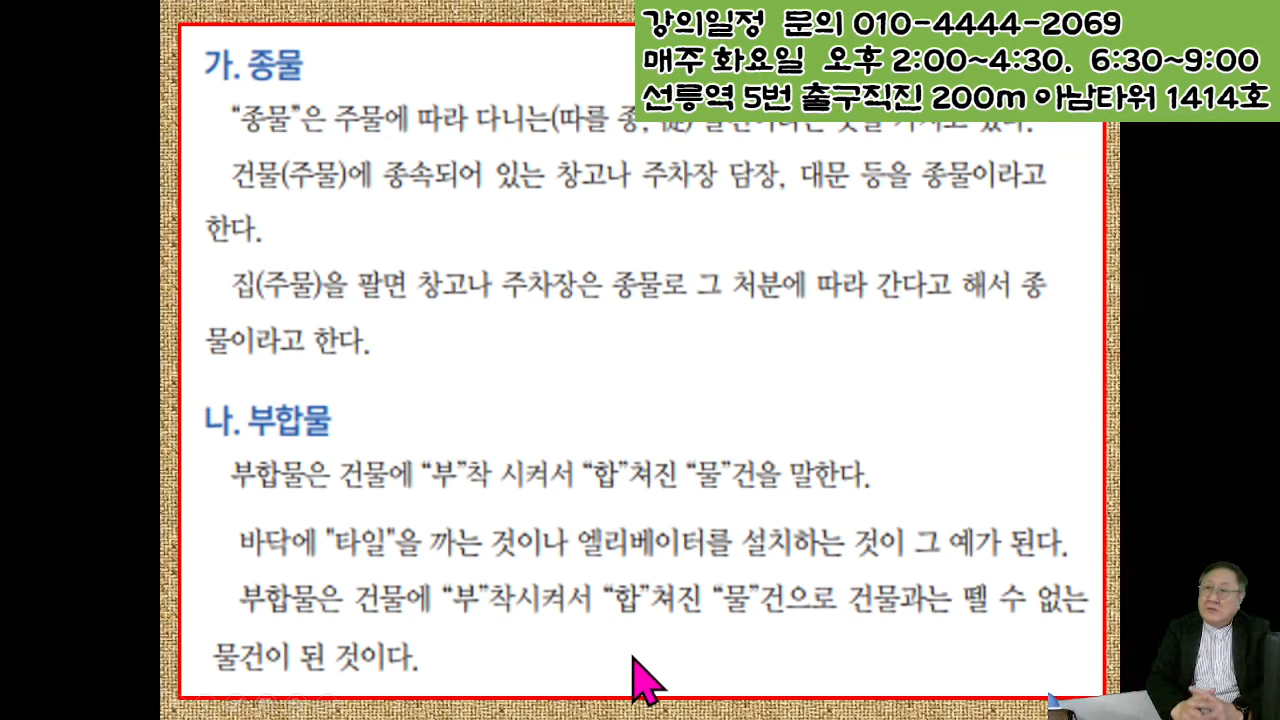 강의일정 문의 010-4444-2069
매주 화요일 오후 2:00~4:30. 6:30~9:00
선릉역 5번 출구직진 200m 아남타워 1414호
가. 종물
“종물”은 주물에 따라 다니는(따를 종,
건물(주물)에 종속되어 있는 창고나 주차장 담장, 대문 등을 종물이라고
한다.
집(주물)을 팔면 창고나 주차장은 종물로 그 처분에 따라 간다고 해서 종
물이라고 한다.
나. 부합물
부합물은 건물에 “부”착 시켜서 “합”쳐진 “물”건을 말한다.
바닥에 "타일"을 까는 것이나 엘리베이터를 설치하는 것이 그 예가 된다.
부합물은 건물에 “부”착시켜서 “합”쳐진 “물”건으로 건물과는 뗄 수 없는
물건이 된 것이다.